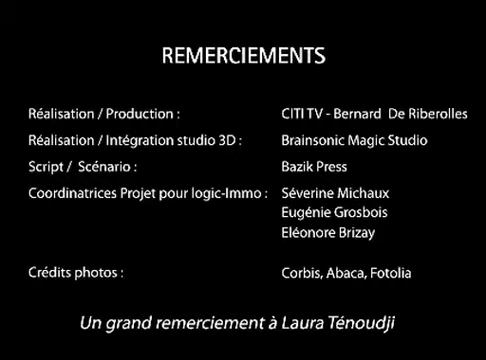 REMERCIEMENTS
Réalisation / Production : CITI TV - Bernard De Riberolles
Réalisation / Intégration studio 3D : Brainsonic Magic Studio
Script / Scénario : Bazik Press
Coordinatrices Projet pour logic-Immo : Séverine Michaux
Eugénie Grosbois
Eléonore Brizay
Crédits photos : Corbis, Abaca, Fotolia
Un grand remerciement à Laura Ténoudji